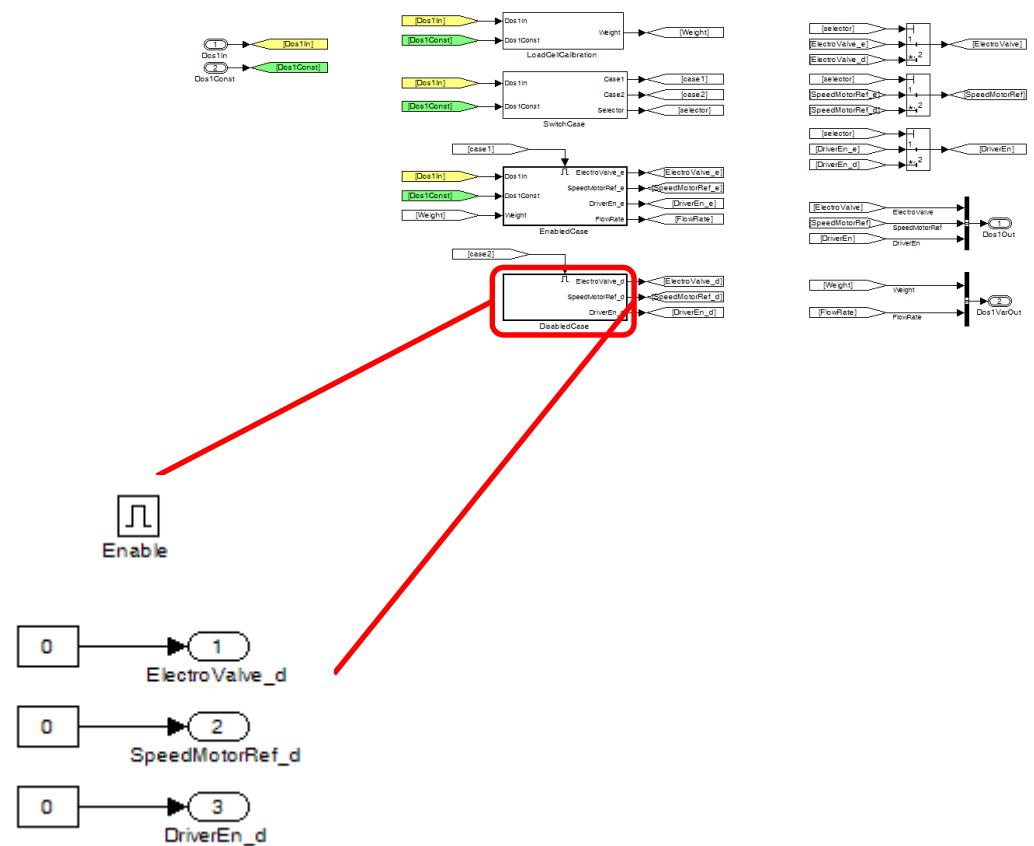 1
Dos1In
[Dos1In]
2
Dos1Const
[Dos1Const]
[Dos1In]
[Dos1Const]
Dos1In
Dos1Const
Weight
[Weight]
LoadCellCalibration
[Dos1In]
[Dos1Const]
Dos1In
Dos1Const
Case1
Case2
Selector
[case1]
[case2]
[selector]
SwitchCase
[case1]
[Dos1In]
[Dos1Const]
[Weight]
Dos1In
Dos1Const
Weight
ElectroValve_e
SpeedMotorRef_e
DriverEn_e
FlowRate
[ElectroValve_e]
[SpeedMotorRef_e]
[DriverEn_e]
[FlowRate]
EnabledCase
[case2]
ElectroValve_d
SpeedMotorRef_d
DriverEn_d
[ElectroValve_d]
[SpeedMotorRef_d]
[DriverEn_d]
DisabledCase
[selector]
[ElectroValve_e]
[ElectroValve_d]
1
*, 2
[ElectroValve]
[selector]
[SpeedMotorRef_e]
[SpeedMotorRef_d]
1
*, 2
[SpeedMotorRef]
[selector]
[DriverEn_e]
[DriverEn_d]
1
*, 2
[DriverEn]
[ElectroValve]
ElectroValve
[SpeedMotorRef]
SpeedMotorRef
[DriverEn]
DriverEn
1
Dos1Out
[Weight]
Weight
[FlowRate]
FlowRate
2
Dos1VarOut
Enable
0
1
ElectroValve_d
0
2
SpeedMotorRef_d
0
3
DriverEn_d